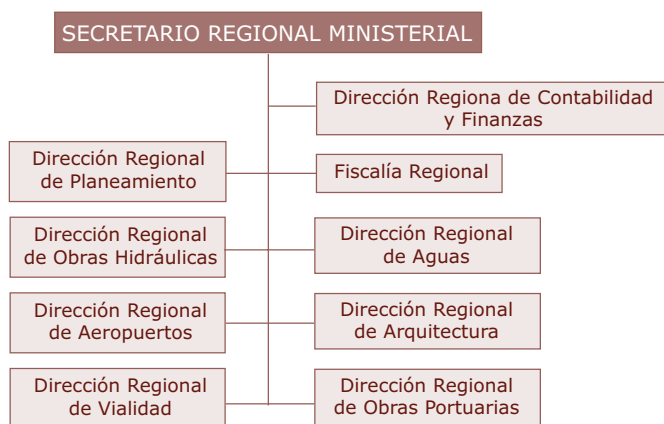 SECRETARIO REGIONAL MINISTERIAL
Dirección Regiona de Contabilidad
y Finanzas
Dirección Regional
de Planeamiento
Fiscalía Regional
Dirección Regional
de Obras Hidráulicas
Dirección Regional
de Aguas
Dirección Regional
de Aeropuertos
Dirección Regional
de Arquitectura
Dirección Regional
de Vialidad
Dirección Regional
de Obras Portuarias